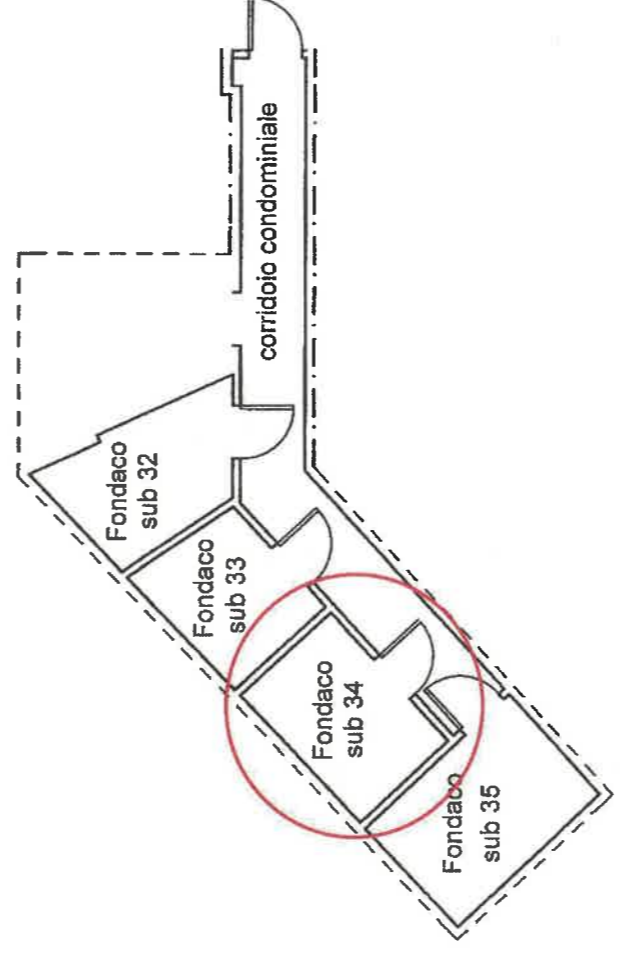 corridoio condominiale
Fondaco
sub 32
Fondaco
sub 33
Fondaco
sub 34
Fondaco
sub 35